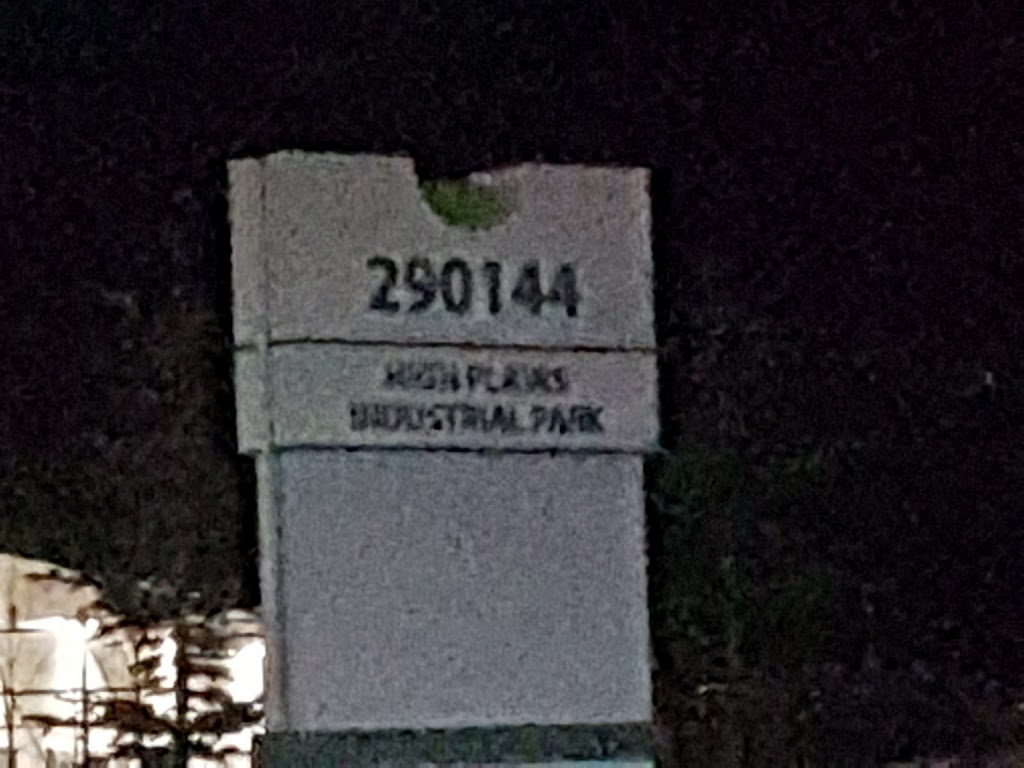 290144
HIGH PLAINS
INDUSTRIAL PARK